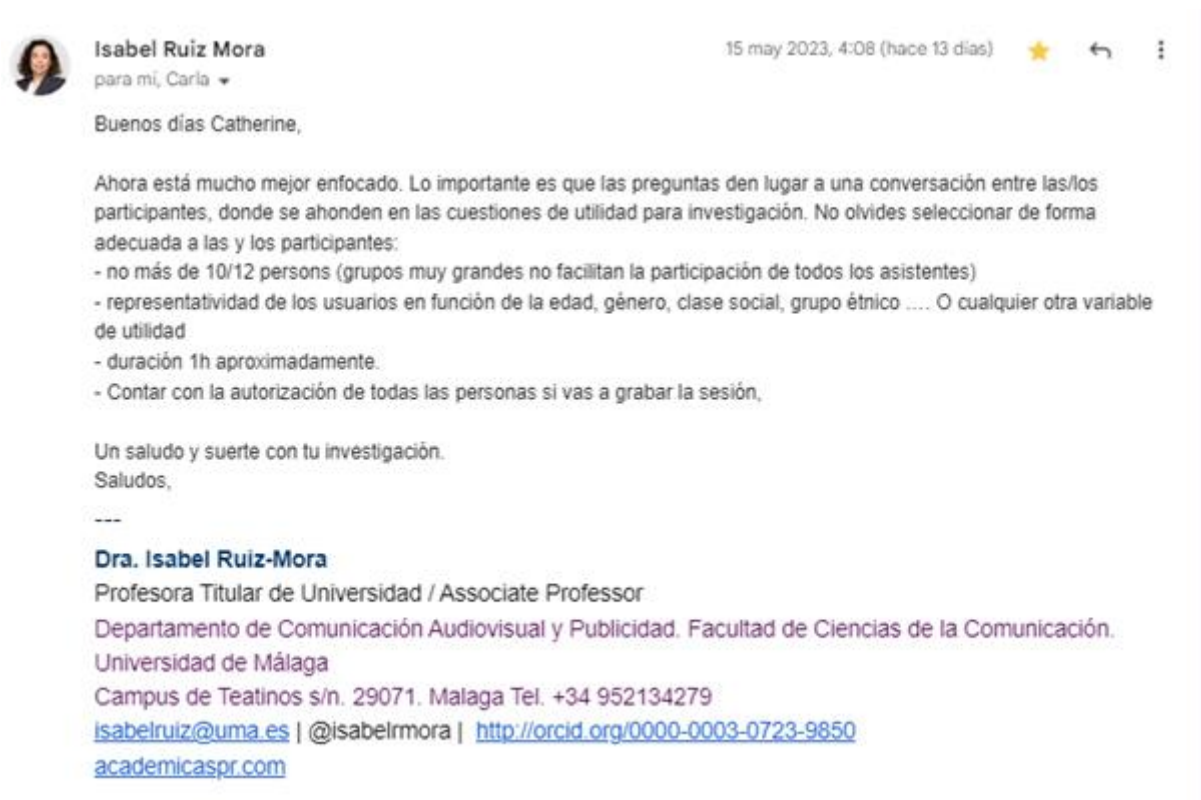 Isabel Ruiz Mora
15 may 2023, 4:08 (hace 13 días)
para mí, Carla
Buenos días Catherine,
Ahora está mucho mejor enfocado. Lo importante es que las preguntas den lugar a una conversación entre las/los
participantes, donde se ahonden en las cuestiones de utilidad para investigación. No olvides seleccionar de forma
adecuada a las y los participantes:
- no más de 10/12 persons (grupos muy grandes no facilitan la participación de todos los asistentes)
- representatividad de los usuarios en función de la edad, género, clase social, grupo étnico .... O cualquier otra variable
de utilidad
- duración 1h aproximadamente.
- Contar con la autorización de todas las personas si vas a grabar la sesión,
Un saludo y suerte con tu investigación.
Saludos,
---
Dra. Isabel Ruiz-Mora
Profesora Titular de Universidad / Associate Professor
Departamento de Comunicación Audiovisual y Publicidad. Facultad de Ciencias de la Comunicación.
Universidad de Málaga
Campus de Teatinos s/n. 29071. Malaga Tel. +34 952134279
isabelruiz@uma.es | @isabelrmora | http://orcid.org/0000-0003-0723-9850
academicaspr.com